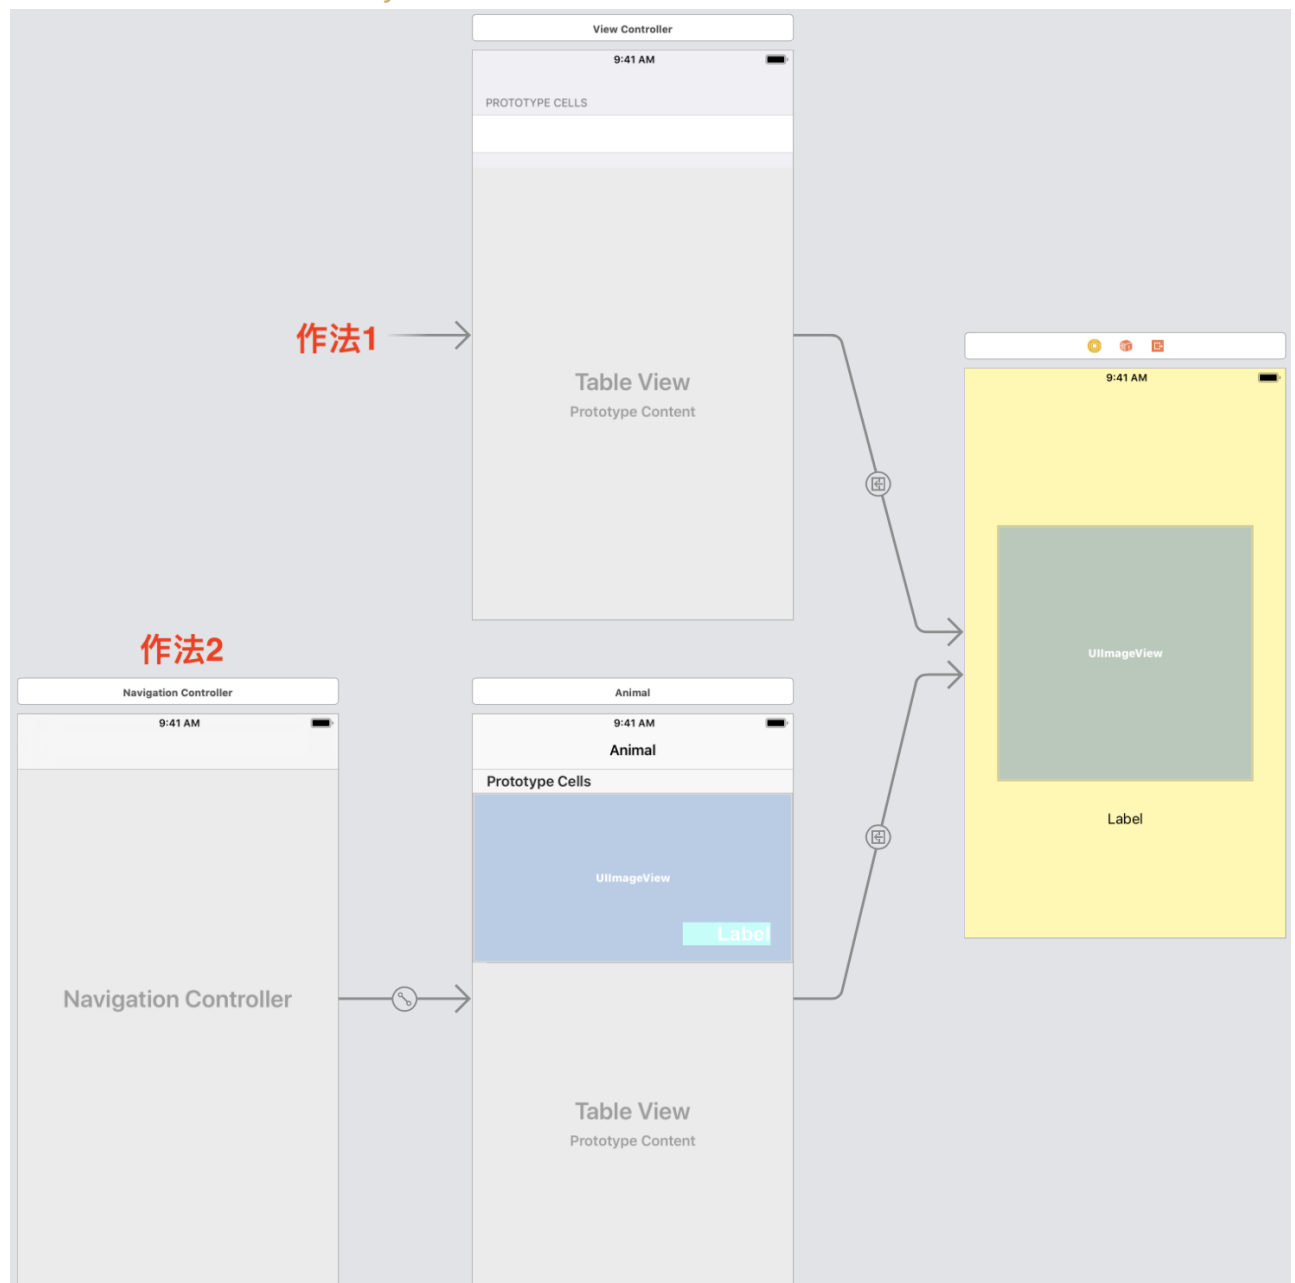 View Controller
9:41 AM
PROTOTYPE CELLS
作法1
Table View
Prototype Content
9:41 AM
UIImageView
Label
作法2
Navigation Controller
9:41 AM
Navigation Controller
Animal
9:41 AM
Animal
Prototype Cells
UIImageView
Label
Table View
Prototype Content